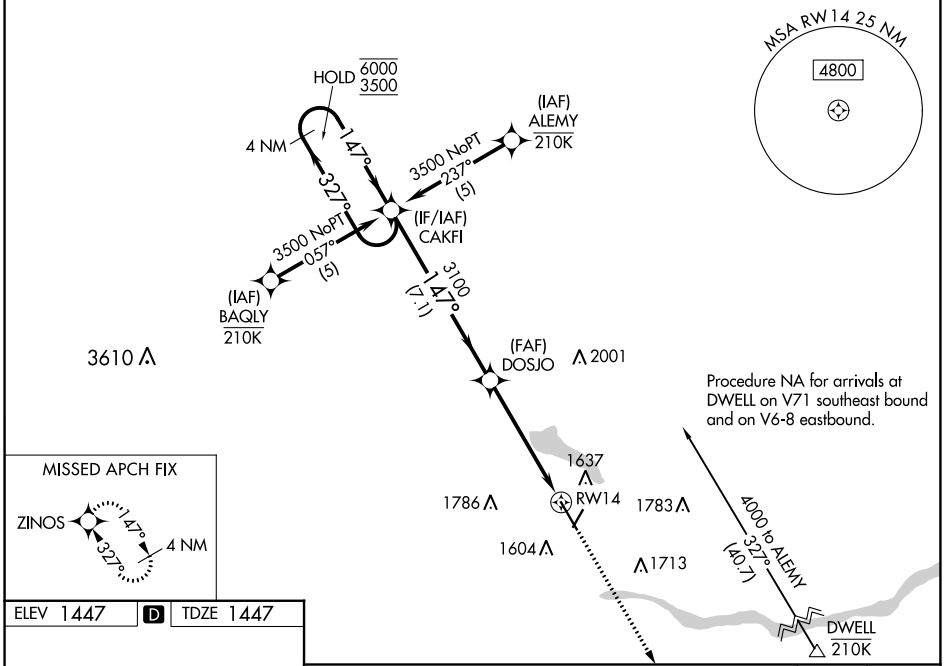 MSA RW14 25 NM
4800
HOLD 6000
3500
4 NM
147°
327°
(IAF)
ALEMY
210K
3500 NoPT
237°
(5)
(IF/IAF)
CAKFI
3500 NoPT
057°
(5)
(IAF)
BAQLY
210K
3100
147°
(7.1)
3610
(FAF)
DOSJO
2001
Procedure NA for arrivals at
DWELL on V71 southeast bound
and on V6-8 eastbound.
1637
RW14
1786
1783
1604
1713
4000 to ALEMY
327°
(40.7)
DWELL
210K
MISSED APCH FIX
ZINOS
147°
327°
4 NM
ELEV 1447 D TDZE 1447